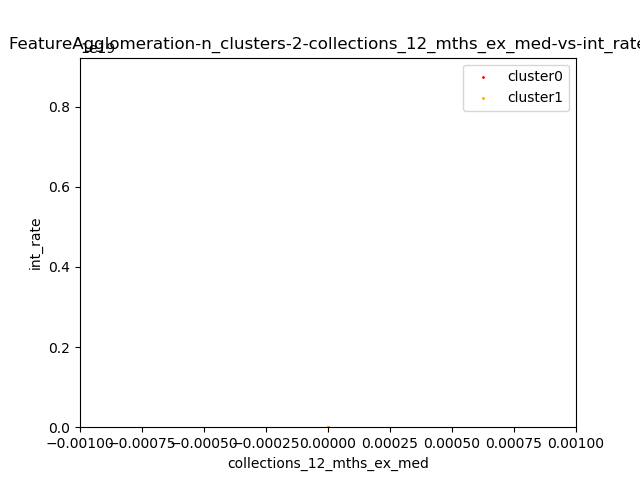 FeatureAgglomeration-n_clusters-2-collections_12_mths_ex_med-vs-int_rate
1e19
cluster0
cluster1
0.8
0.6
0.4
0.2
0.0
int_rate
−0.00100 −0.00075 −0.00050 −0.00025 0.00000 0.00025 0.00050 0.00075 0.00100
collections_12_mths_ex_med